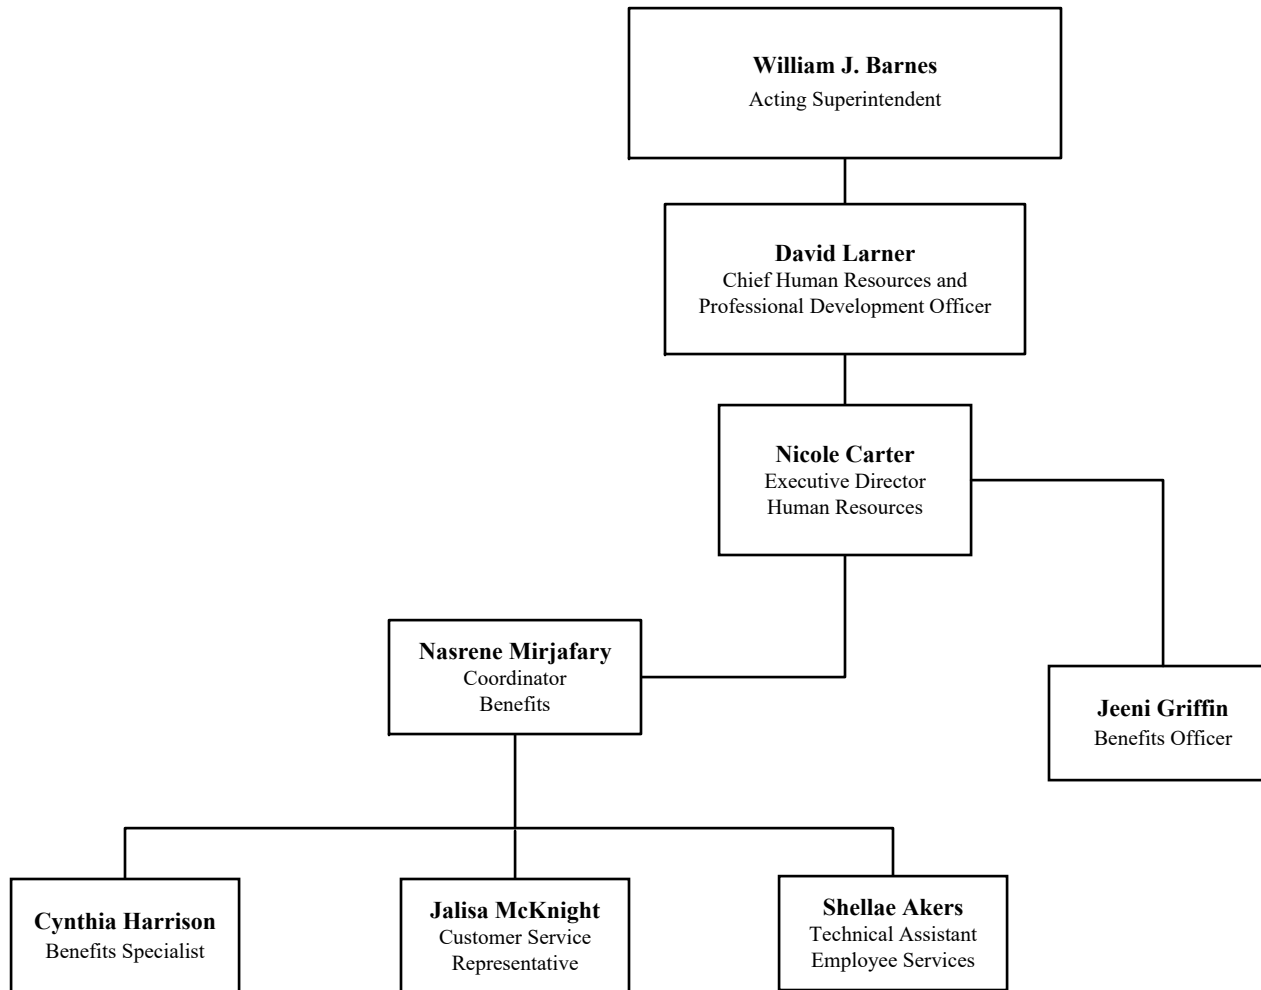 William J. Barnes
Acting Superintendent
David Larner
Chief Human Resources and
Professional Development Officer
Nicole Carter
Executive Director
Human Resources
Nasrene Mirjafary
Coordinator
Benefits
Jeeni Griffin
Benefits Officer
Cynthia Harrison
Benefits Specialist
Jalisa McKnight
Customer Service
Representative
Shellae Akers
Technical Assistant
Employee Services